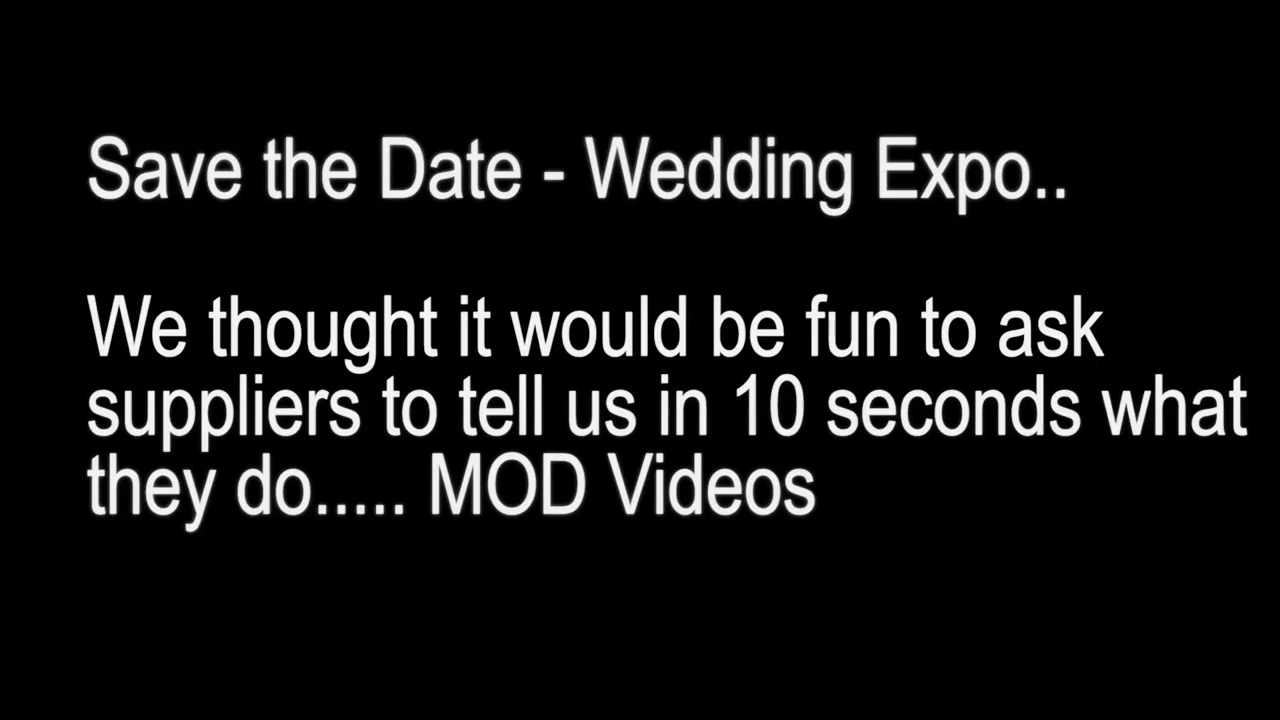 Save the Date - Wedding Expo..
We thought it would be fun to ask
suppliers to tell us in 10 seconds what
they do..... MOD Videos